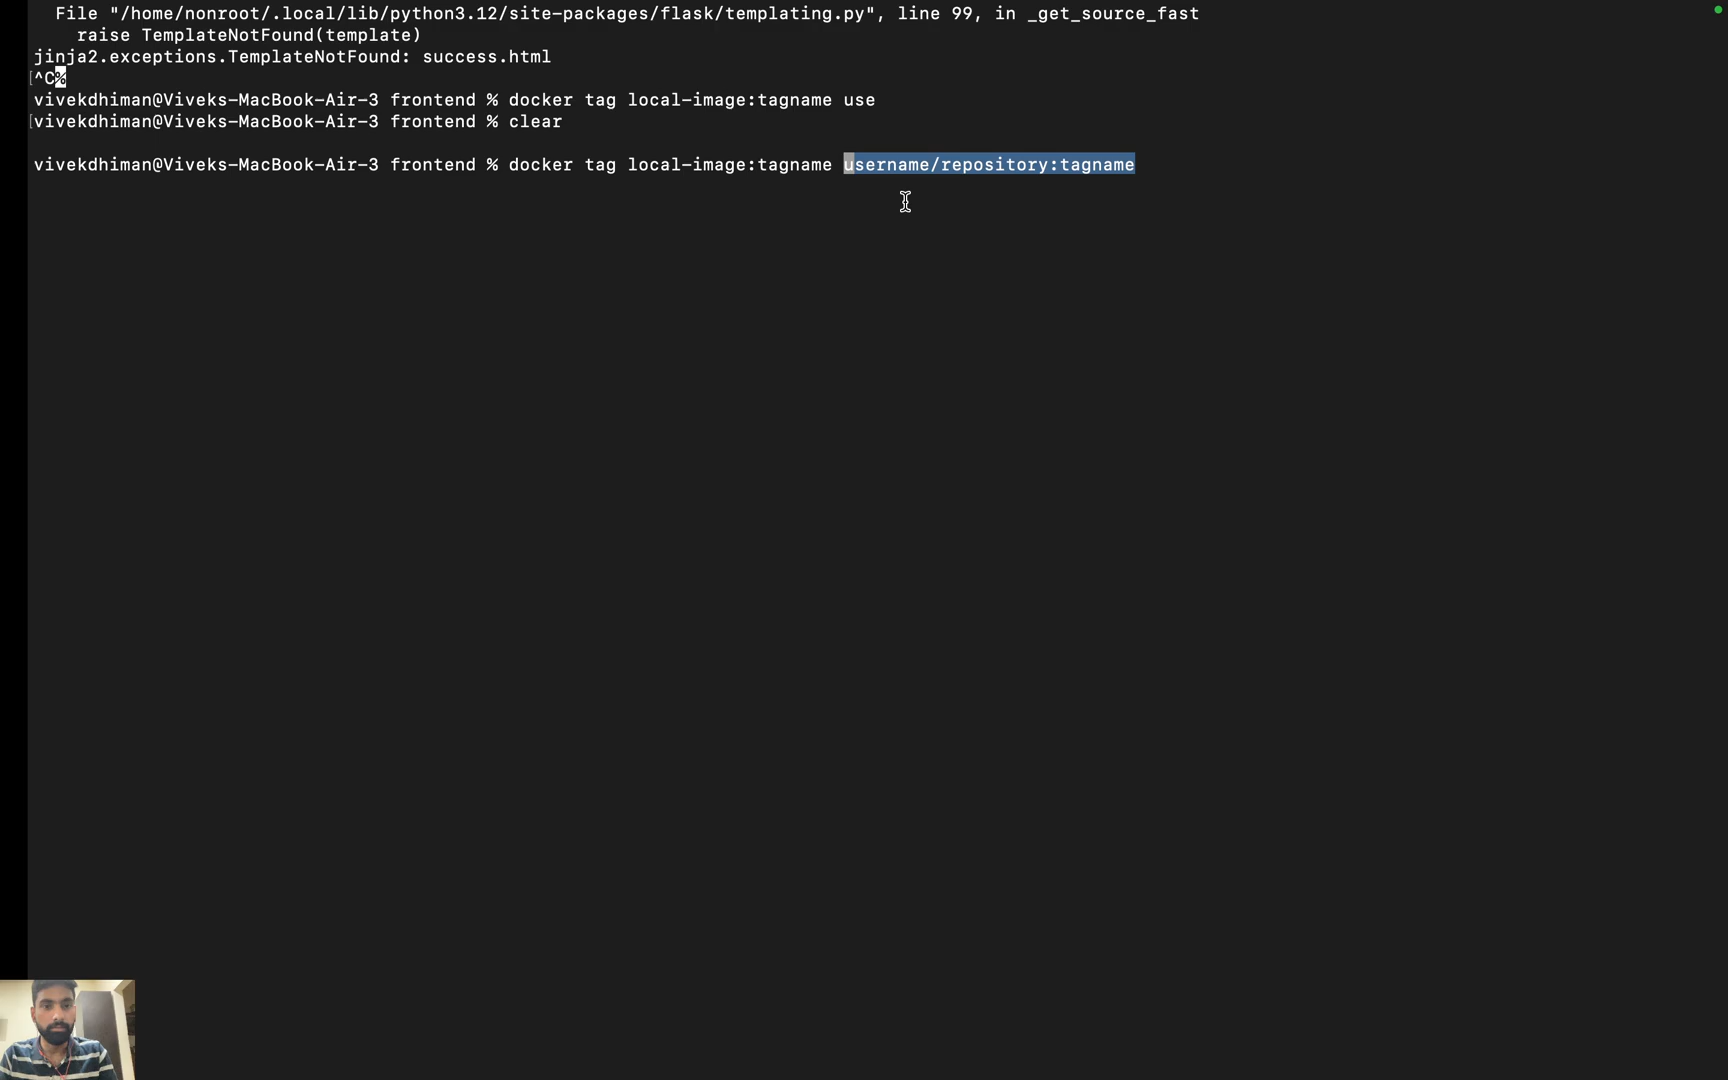 File "/home/nonroot/.local/lib/python3.12/site-packages/flask/templating.py", line 99, in _get_source_fast
raise TemplateNotFound(template)
jinja2.exceptions.TemplateNotFound: success.html
[^C%
vivekdhiman@Viveks-MacBook-Air-3 frontend % docker tag local-image:tagname use
[vivekdhiman@Viveks-MacBook-Air-3 frontend % clear
vivekdhiman@Viveks-MacBook-Air-3 frontend % docker tag local-image:tagname username/repository:tagname